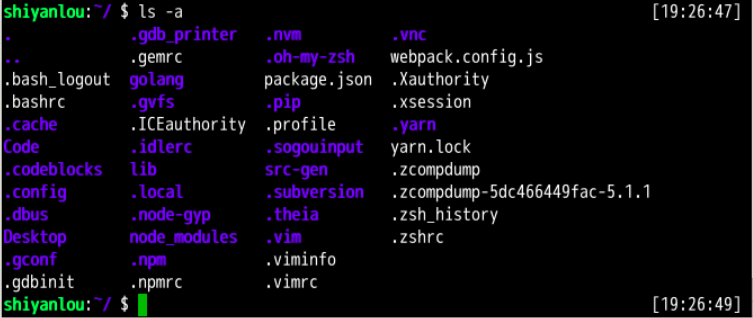 shiyanlou:~/ $ ls -a [19:26:47]
. .gdb_printer .nvm .vnc
.. .gemrc .oh-my-zsh webpack.config.js
.bash_logout golang package.json .Xauthority
.bashrc .gvfs .pip .xsession
.cache .ICEauthority .profile .yarn
Code .idlerc .sogouinput yarn.lock
.codeblocks lib src-gen .zcompdump
.config .local .subversion .zcompdump-5dc466449fac-5.1.1
.dbus .node-gyp .theia .zsh_history
Desktop node_modules .vim .zshrc
.gconf .npm .viminfo
.gdbinit .npmrc .vimrc
shiyanlou:~/ $ [19:26:49]